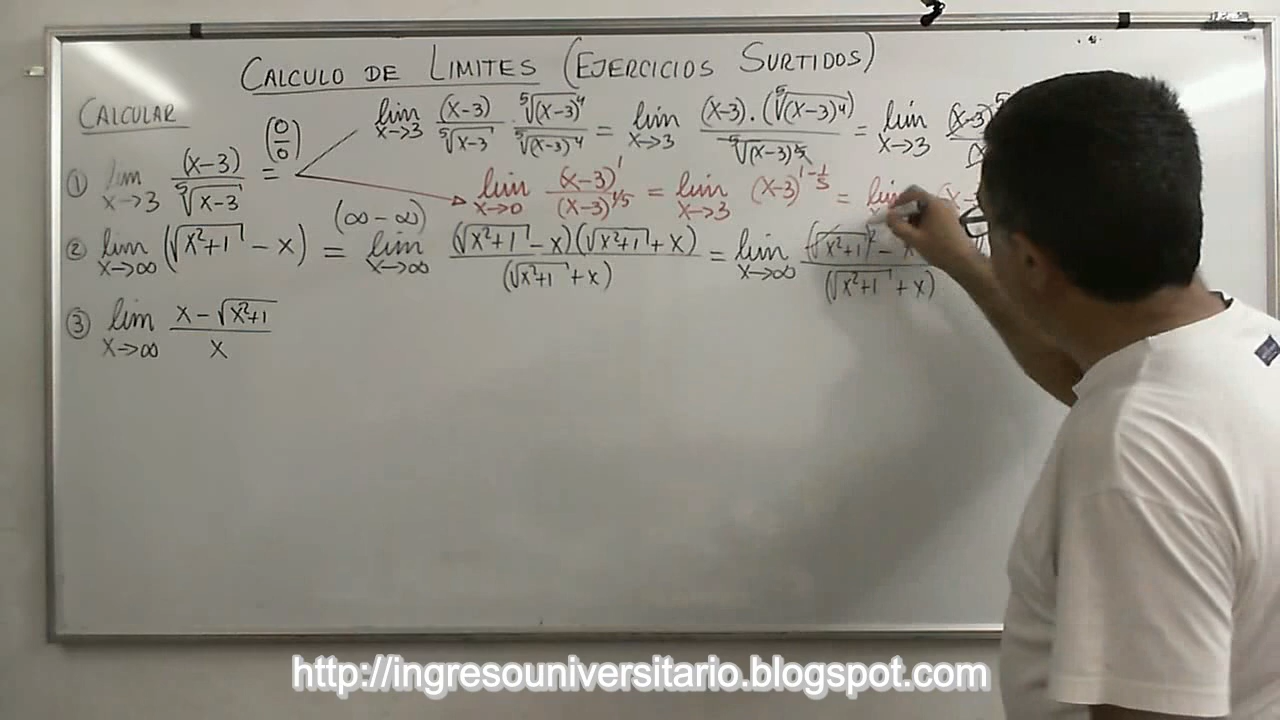 CALCULO DE LIMITES (EJERCICIOS SURTIDOS)
CALCULAR
① lim x→3 (x-3)/⁵√(x-3) = (0/0)
lim x→3 (x-3)/⁵√(x-3) · ⁵√(x-3)⁴/⁵√(x-3)⁴ = lim x→3 (x-3).(⁵√(x-3)⁴)/⁵√(x-3)⁵ = lim x→3 (x-3)⁵
lim x→0 (x-3)¹/(x-3)^1/5 = lim x→3 (x-3)^1-1/5 = lim
② lim x→∞ (√(x²+1) - x) = (∞-∞) lim x→∞ (√(x²+1) - x)(√(x²+1) + x)/(√(x²+1) + x) = lim x→∞ (√(x²+1))² - x/(√(x²+1) + x)
③ lim x→∞ (x - √(x²+1))/x
http://ingresouniversitario.blogspot.com